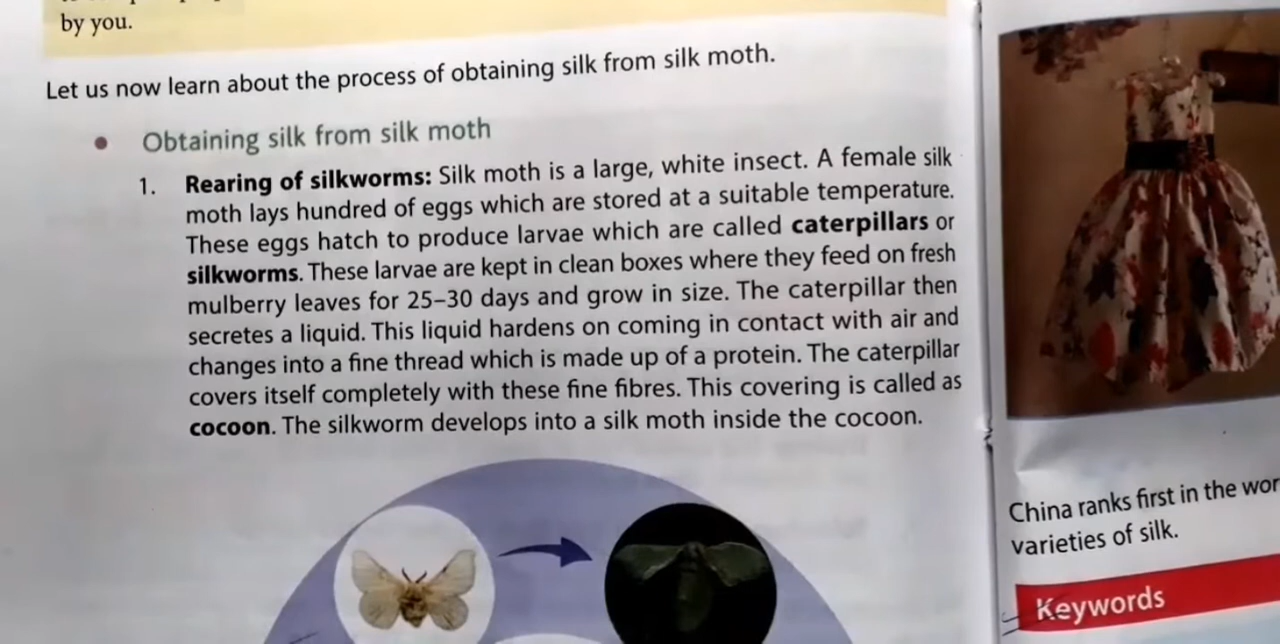 by you.
Let us now learn about the process of obtaining silk from silk moth.
• Obtaining silk from silk moth
1. Rearing of silkworms: Silk moth is a large, white insect. A female silk
moth lays hundred of eggs which are stored at a suitable temperature.
These eggs hatch to produce larvae which are called caterpillars or
silkworms. These larvae are kept in clean boxes where they feed on fresh
mulberry leaves for 25–30 days and grow in size. The caterpillar then
secretes a liquid. This liquid hardens on coming in contact with air and
changes into a fine thread which is made up of a protein. The caterpillar
covers itself completely with these fine fibres. This covering is called as
cocoon. The silkworm develops into a silk moth inside the cocoon.
China ranks first in the
varieties of silk.
Keywords